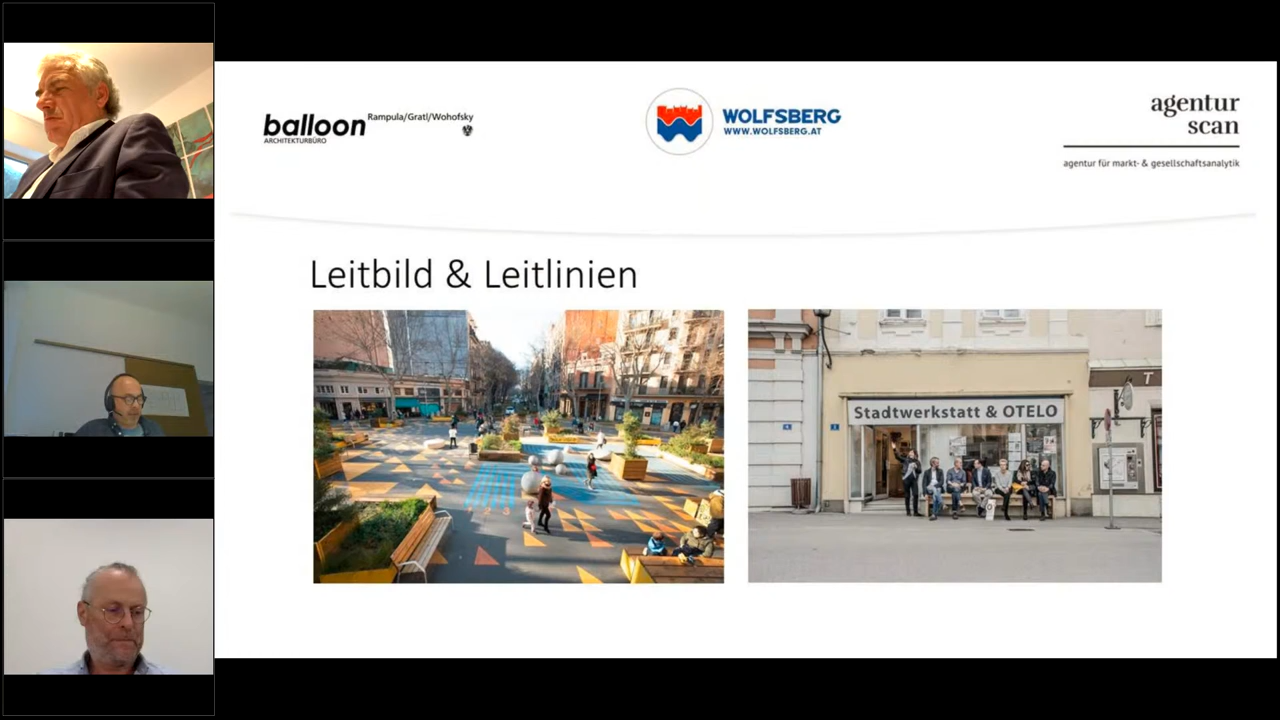 balloon
Rampula/Gratl/Wohofsky
ARCHITEKTURBÜRO
WOLFSBERG
WWW.WOLFSBERG.AT
agentur
scan
agentur für markt- & gesellschaftsanalytik
Leitbild & Leitlinien
Stadtwerkstatt & OTELO
T